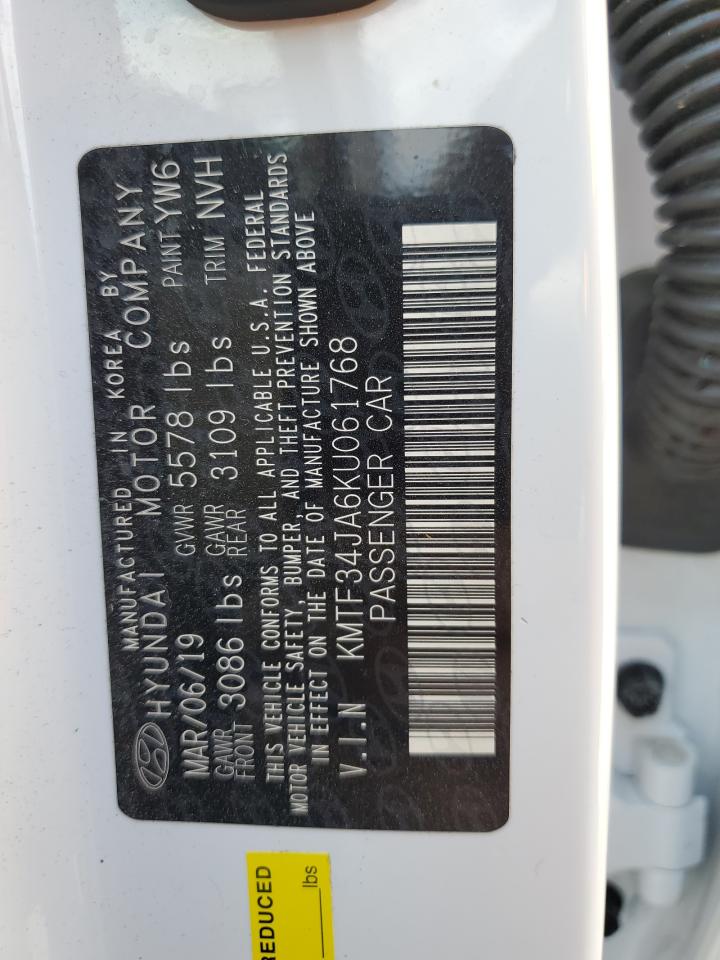 MANUFACTURED IN KOREA BY
HYUNDAI MOTOR COMPANY
MAR/06/19 GVWR 5578 lbs PAINT YW6
GAWR FRONT 3086 lbs GAWR REAR 3109 lbs TRIM NVH
THIS VEHICLE CONFORMS TO ALL APPLICABLE U.S.A. FEDERAL
MOTOR VEHICLE SAFETY, BUMPER, AND THEFT PREVENTION STANDARDS
IN EFFECT ON THE DATE OF MANUFACTURE SHOWN ABOVE
V.I.N KMTF34JA6KU061768
PASSENGER CAR
REDUCED
lbs